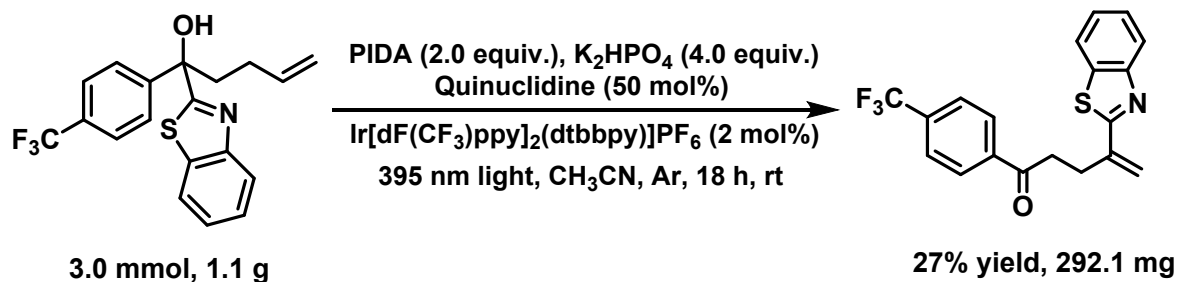 OH
F₃C
S
N
PIDA (2.0 equiv.), K₂HPO₄ (4.0 equiv.)
Quinuclidine (50 mol%)
Ir[dF(CF₃)ppy]₂(dtbbpy)]PF₆ (2 mol%)
395 nm light, CH₃CN, Ar, 18 h, rt
F₃C
S
N
O
3.0 mmol, 1.1 g
27% yield, 292.1 mg